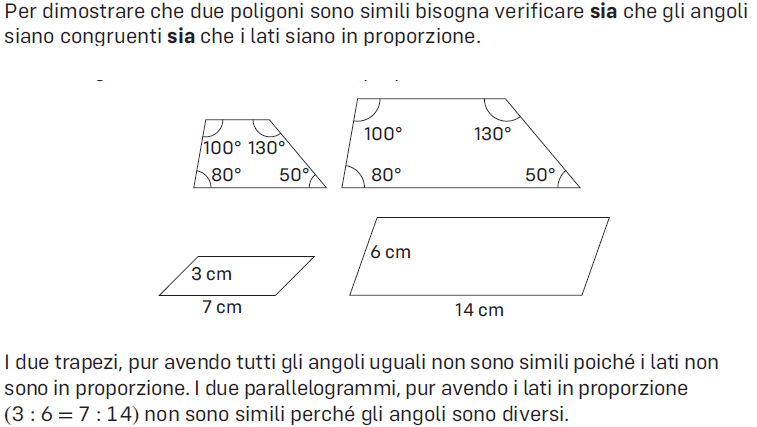 Per dimostrare che due poligoni sono simili bisogna verificare sia che gli angoli
siano congruenti sia che i lati siano in proporzione.
100° 130°
80° 50°
100° 130°
80° 50°
3 cm
7 cm
6 cm
14 cm
I due trapezi, pur avendo tutti gli angoli uguali non sono simili poiché i lati non
sono in proporzione. I due parallelogrammi, pur avendo i lati in proporzione
(3 : 6 = 7 : 14) non sono simili perché gli angoli sono diversi.